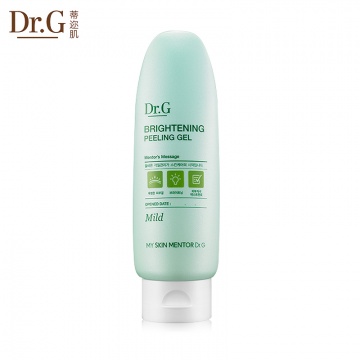 Dr.G 蒂迩肌
Dr.G
BRIGHTENING
PEELING GEL
Mentor's Message
OPENED DATE :
Mild
MY SKIN MENTOR Dr.G